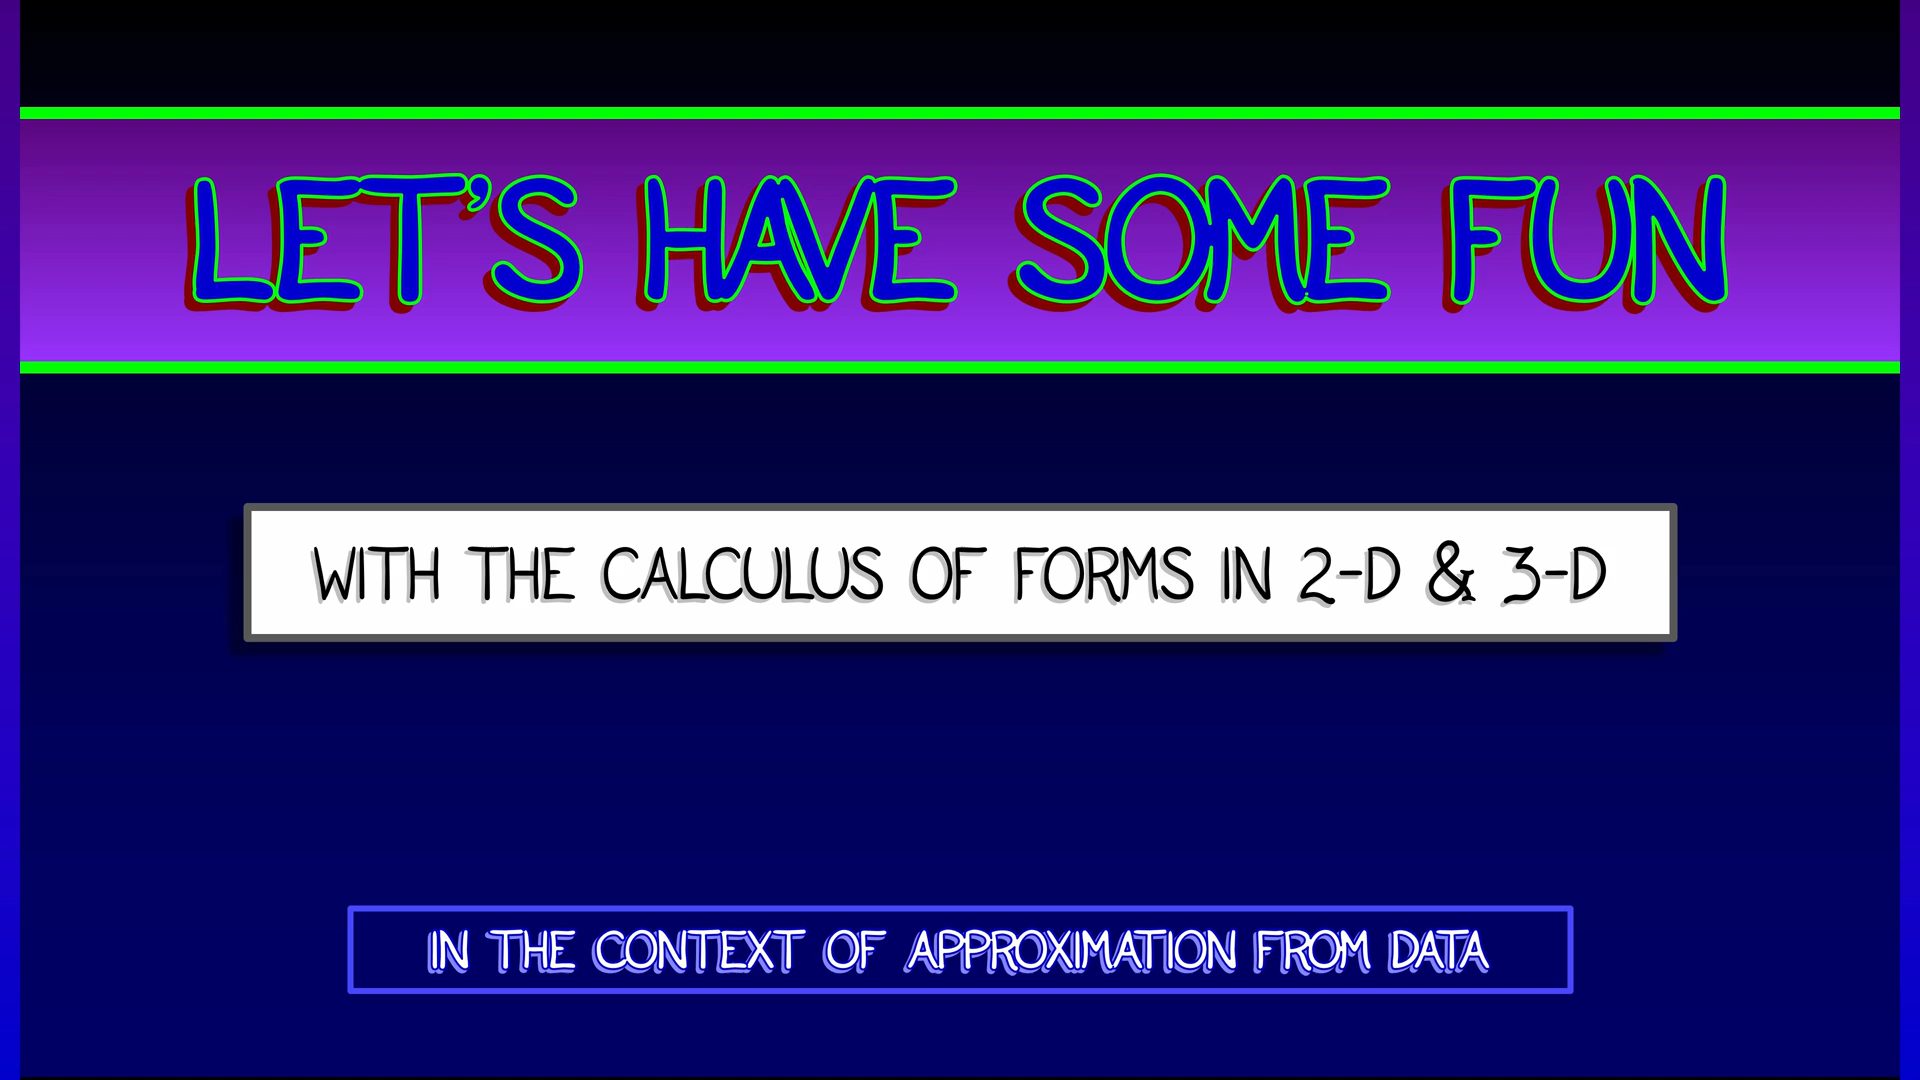 LET'S HAVE SOME FUN
WITH THE CALCULUS OF FORMS IN 2-D & 3-D
IN THE CONTEXT OF APPROXIMATION FROM DATA